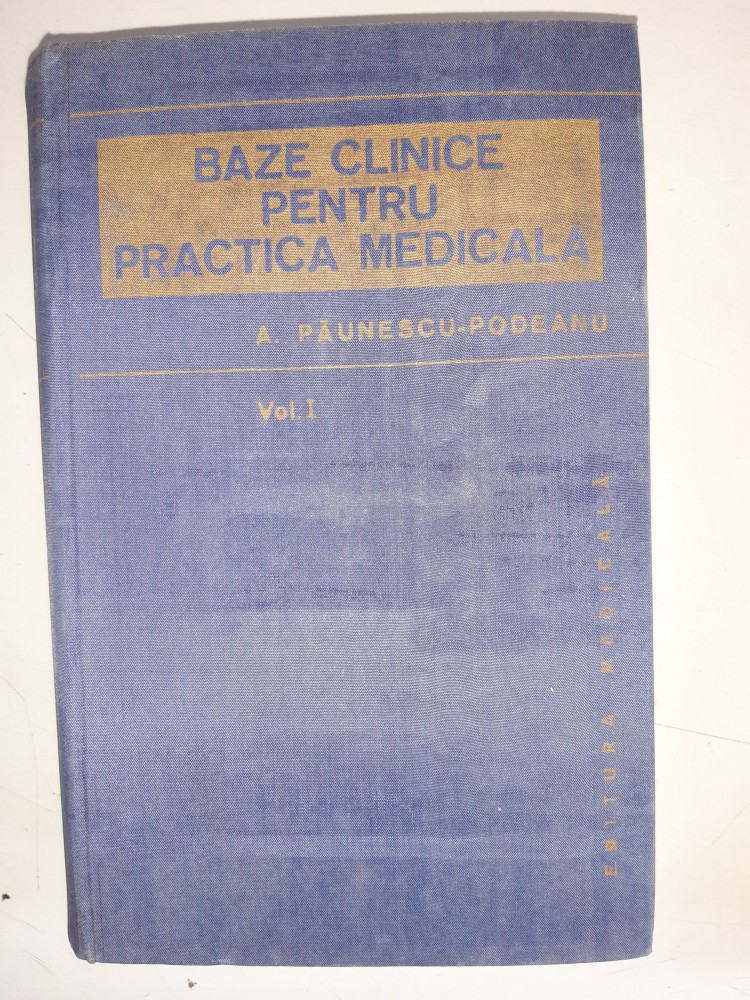 BAZE CLINICE
PENTRU
PRACTICA MEDICALĂ
A. PĂUNESCU-PODEANU
Vol. I
EDITURA MEDICALĂ